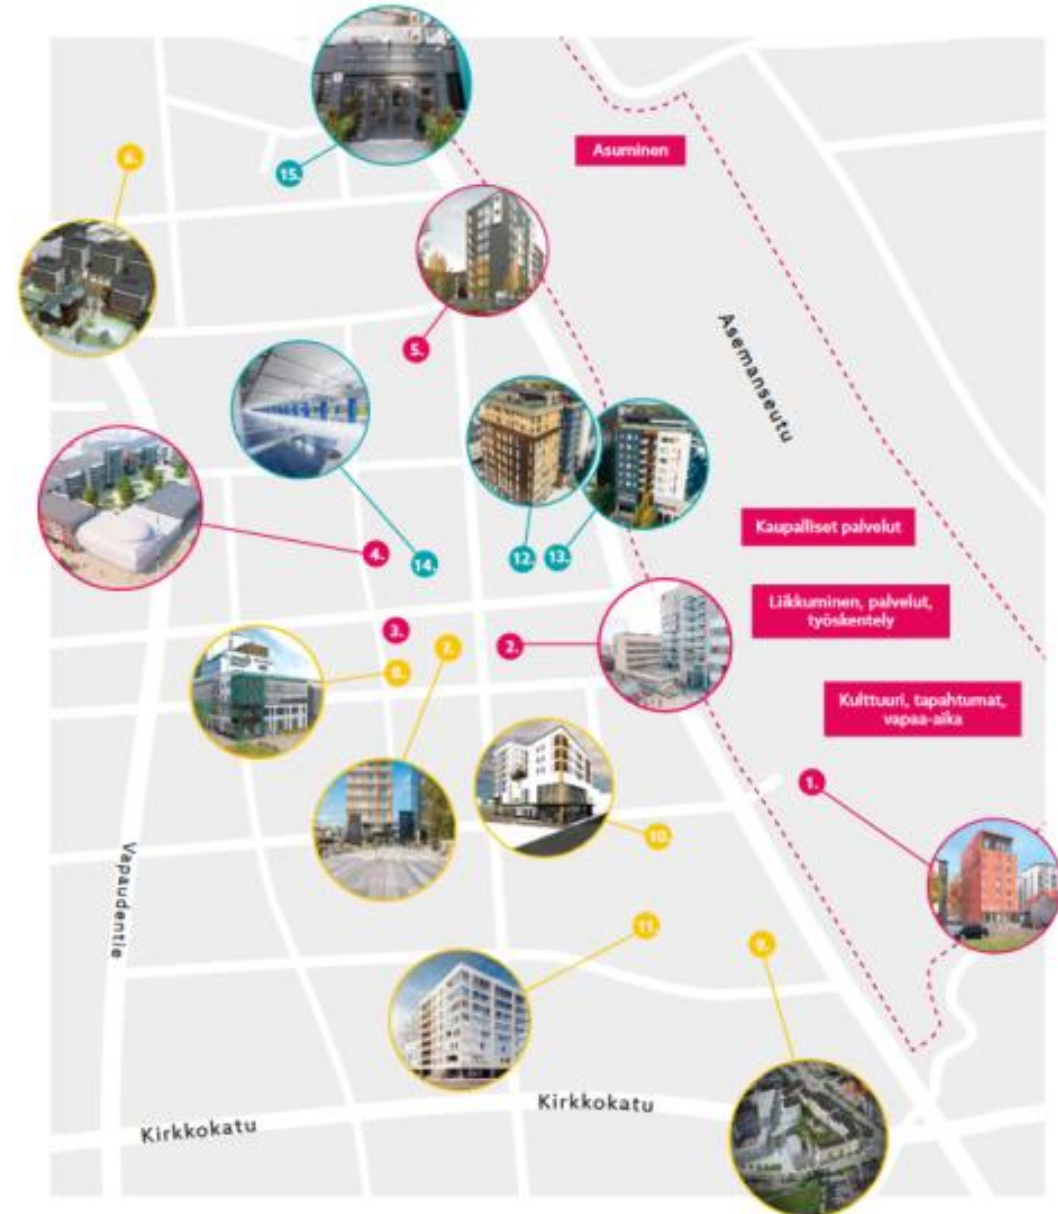 15.
Asuminen
6.
5.
Asemanseutu
Kaupalliset palvelut
4.
14.
12.
13.
Liikkuminen, palvelut,
työskentely
3.
2.
7.
8.
Kulttuuri, tapahtumat,
vapaa-aika
1.
10.
Vapaudentie
11.
9.
Kirkkokatu
Kirkkokatu